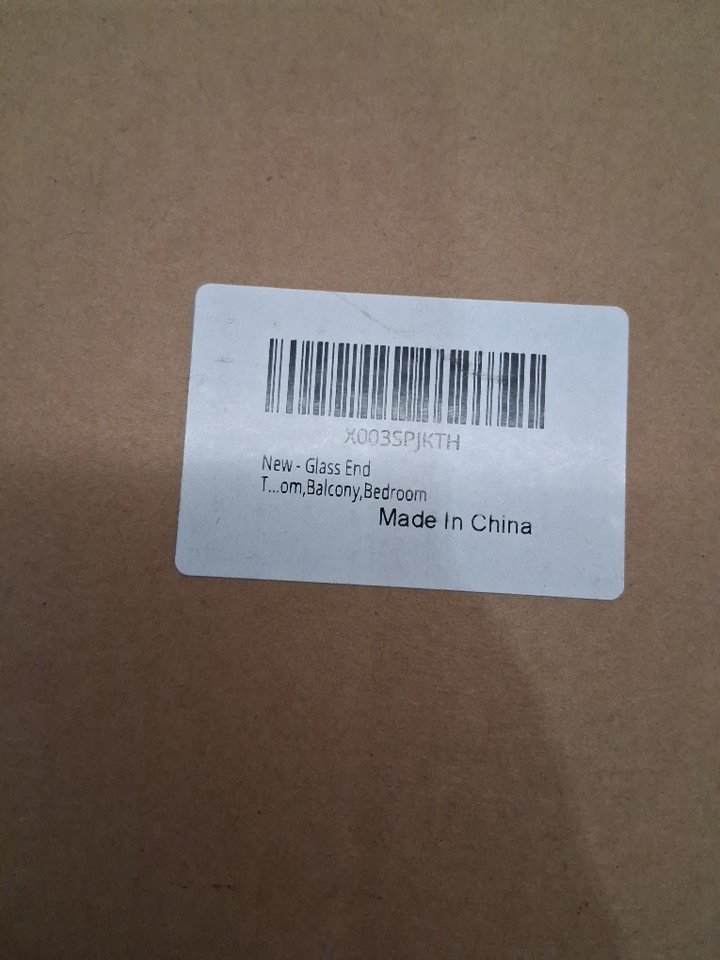 X003SPJKTH
New - Glass End
T...om,Balcony,Bedroom
Made In China